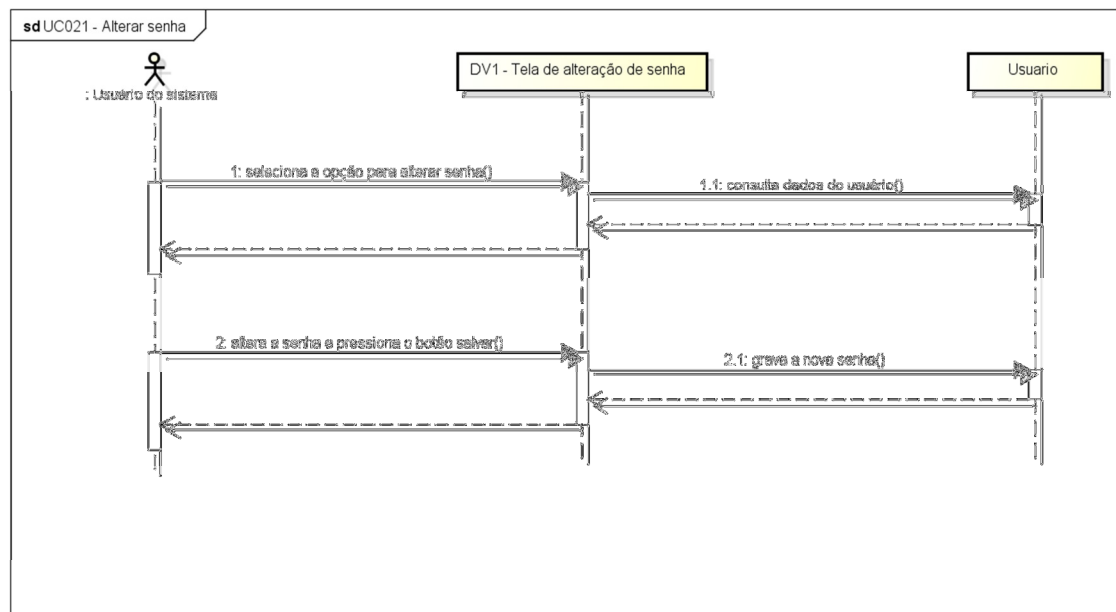 sd UC021 - Alterar senha
DV1 - Tela de alteração de senha
Usuario
: Usuário do sistema
1: seleciona a opção para alterar senha()
1.1: consulta dados do usuário()
2: altera a senha e pressiona o botão salvar()
2.1: grava a nova senha()